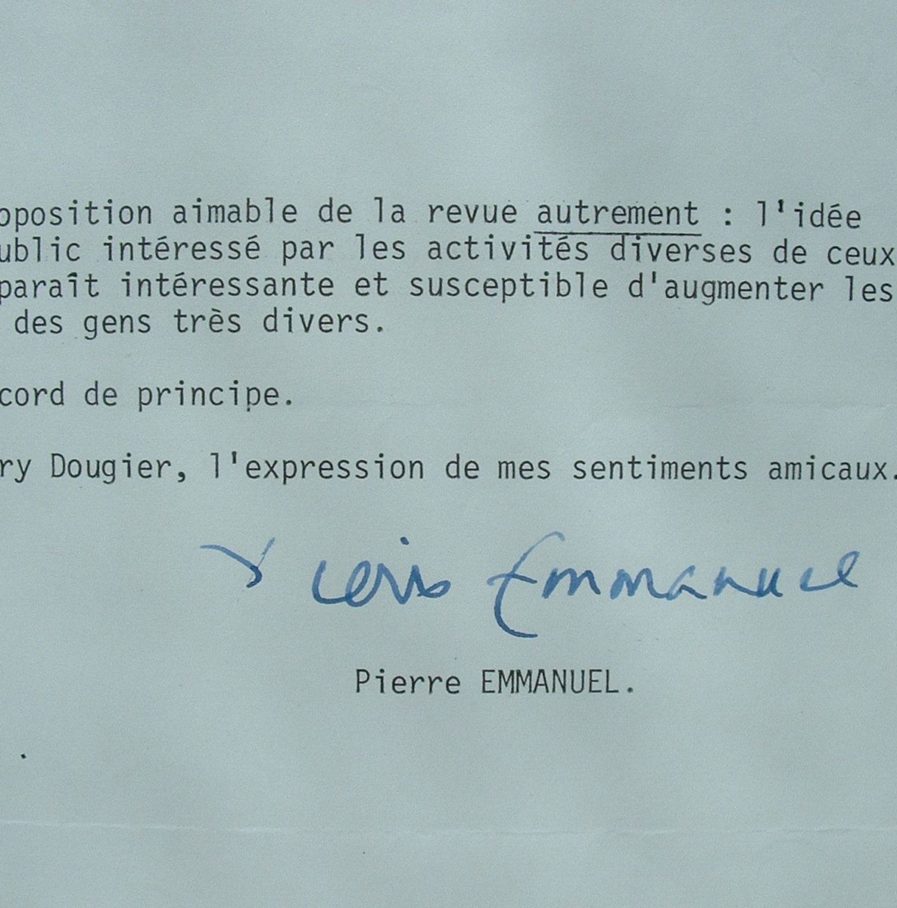 oposition aimable de la revue autrement : l'idée
ublic intéressé par les activités diverses de ceux
paraît intéressante et susceptible d'augmenter les
des gens très divers.
cord de principe.
ry Dougier, l'expression de mes sentiments amicaux.
Emmanuel
Pierre EMMANUEL.